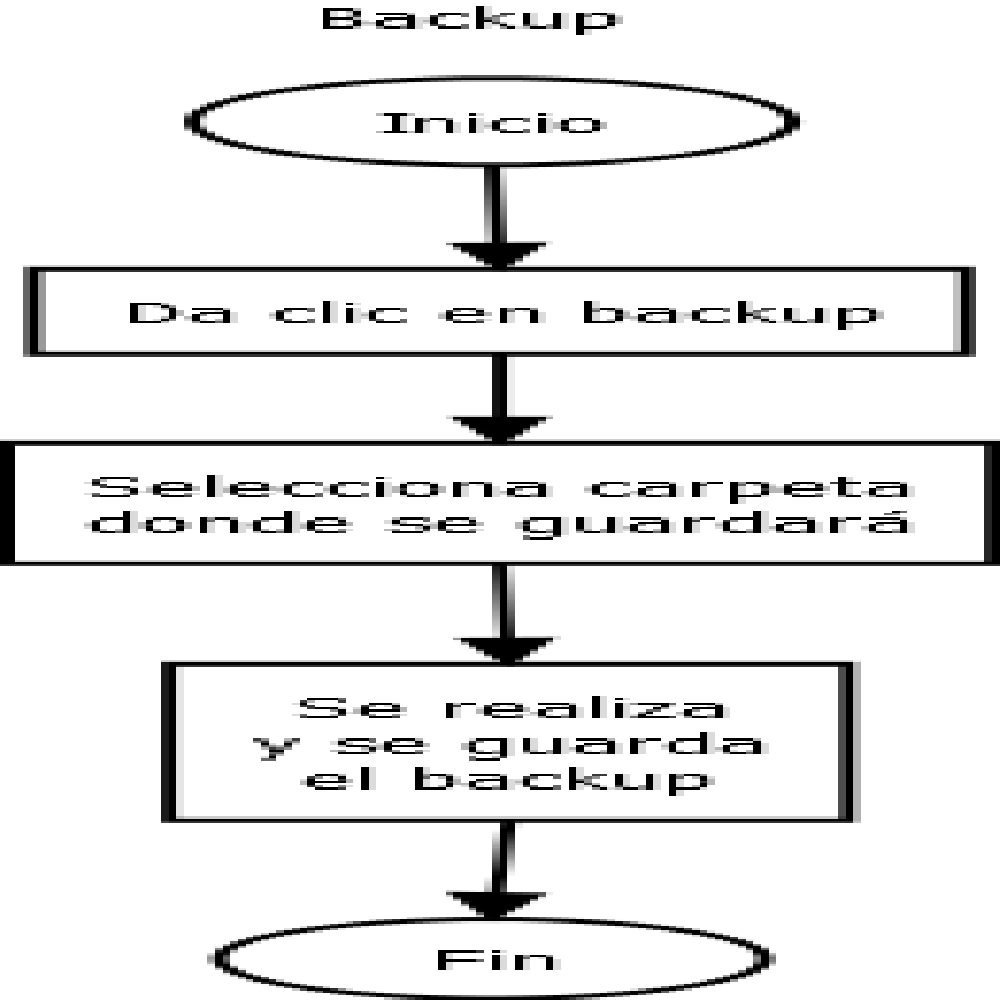 Backup
Inicio
Da clic en backup
Selecciona carpeta
donde se guardará
Se realiza
y se guarda
el backup
Fin